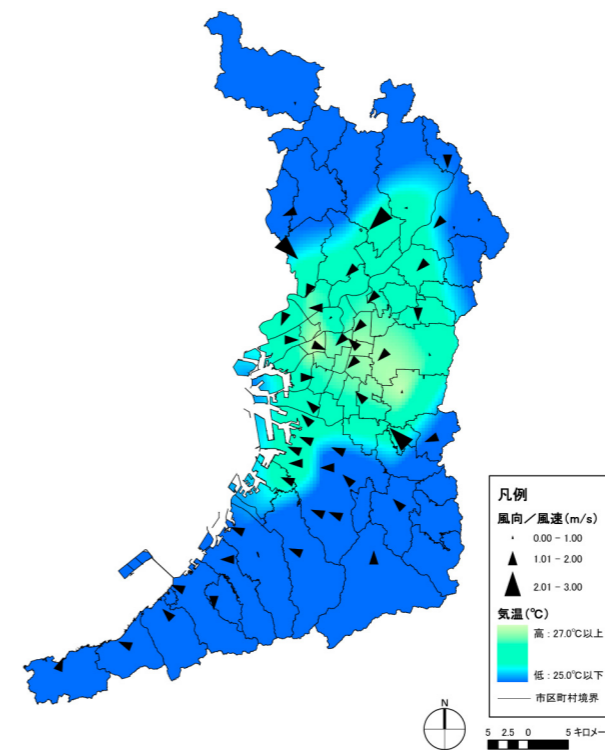 凡例
風向/風速(m/s)
0.00 - 1.00
1.01 - 2.00
2.01 - 3.00
気温(℃)
高 : 27.0℃以上
低 : 25.0℃以下
市区町村境界
N
5 2.5 0 5 キロメー